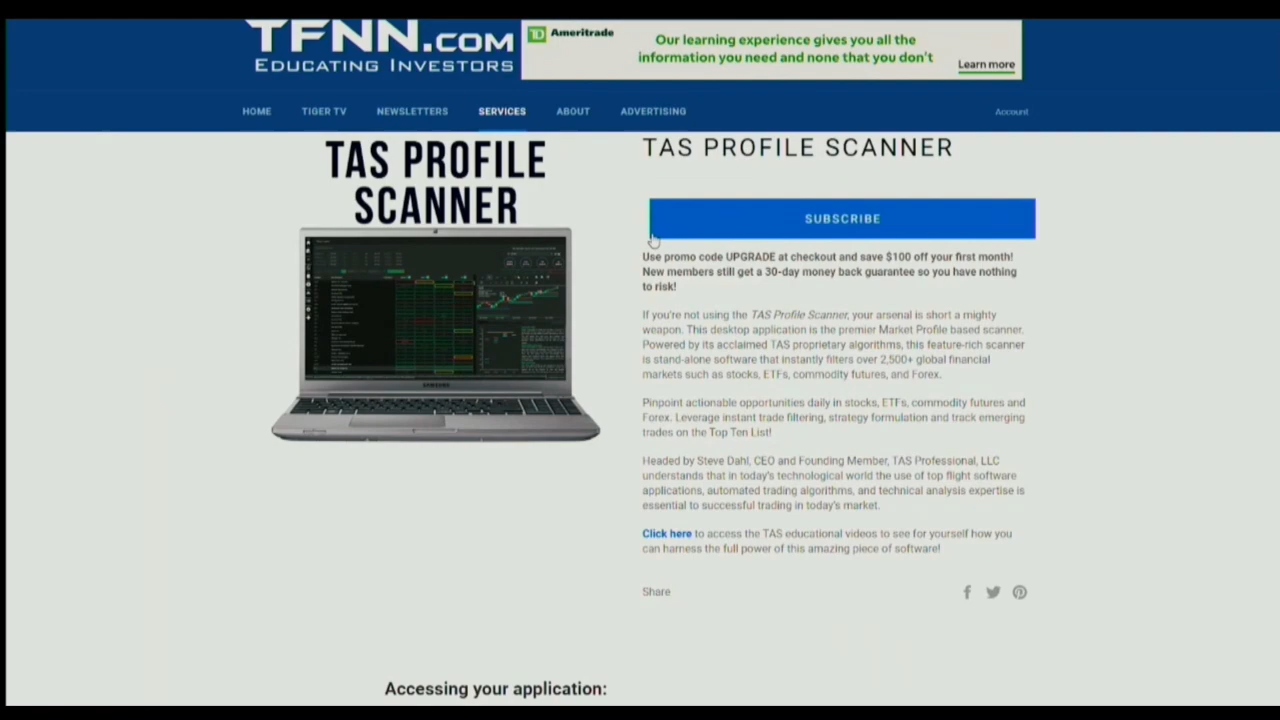 TFNN.COM
EDUCATING INVESTORS
TD Ameritrade
Our learning experience gives you all the
information you need and none that you don't
Learn more
HOME TIGER TV NEWSLETTERS SERVICES ABOUT ADVERTISING Account
TAS PROFILE
SCANNER
SAMSUNG
TAS PROFILE SCANNER
SUBSCRIBE
Use promo code UPGRADE at checkout and save $100 off your first month!
New members still get a 30-day money back guarantee so you have nothing
to risk!
If you're not using the TAS Profile Scanner, your arsenal is short a mighty
weapon. This desktop application is the premier Market Profile based scanner.
Powered by its acclaimed TAS proprietary algorithms, this feature-rich scanner
is stand-alone software that instantly filters over 2,500+ global financial
markets such as stocks, ETFs, commodity futures, and Forex.
Pinpoint actionable opportunities daily in stocks, ETFs, commodity futures and
Forex. Leverage instant trade filtering, strategy formulation and track emerging
trades on the Top Ten List!
Headed by Steve Dahl, CEO and Founding Member, TAS Professional, LLC
understands that in today's technological world the use of top flight software
applications, automated trading algorithms, and technical analysis expertise is
essential to successful trading in today's market.
Click here to access the TAS educational videos to see for yourself how you
can harness the full power of this amazing piece of software!
Share
Accessing your application: